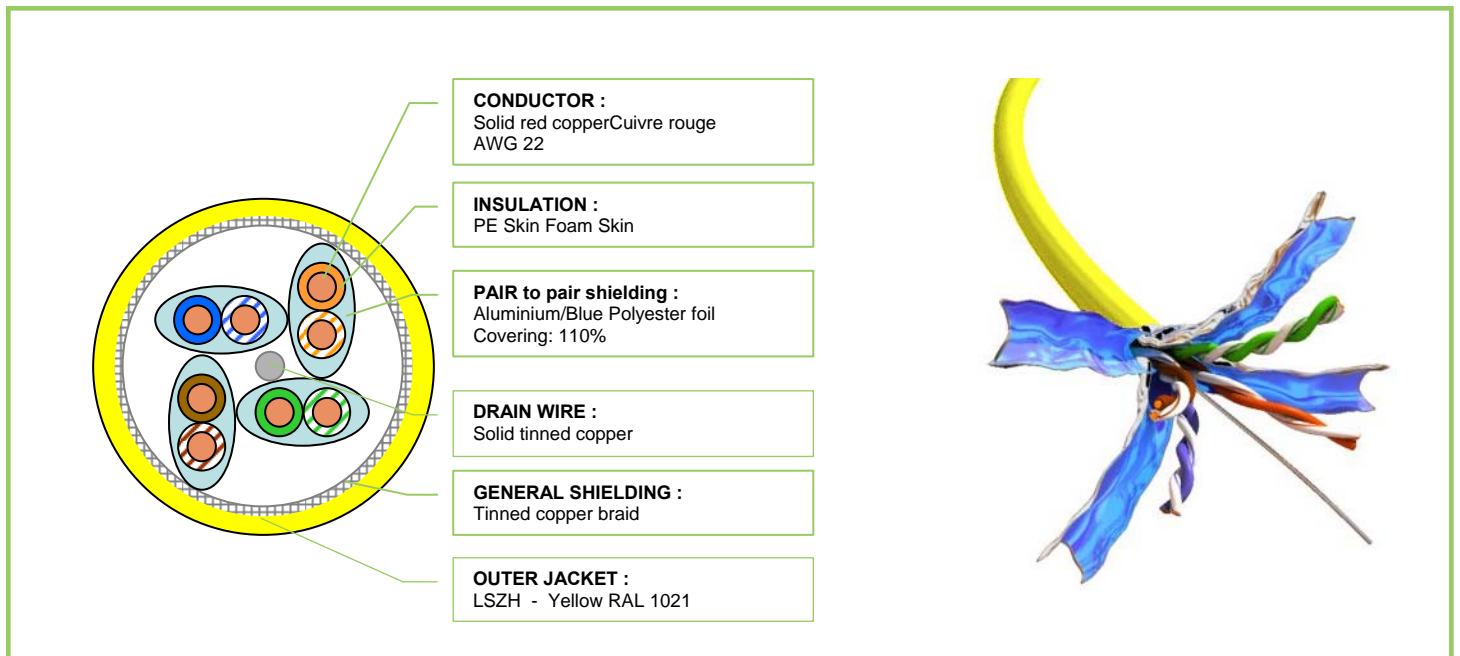 CONDUCTOR :
Solid red copperCuivre rouge
AWG 22
INSULATION :
PE Skin Foam Skin
PAIR to pair shielding :
Aluminium/Blue Polyester foil
Covering: 110%
DRAIN WIRE :
Solid tinned copper
GENERAL SHIELDING :
Tinned copper braid
OUTER JACKET :
LSZH - Yellow RAL 1021